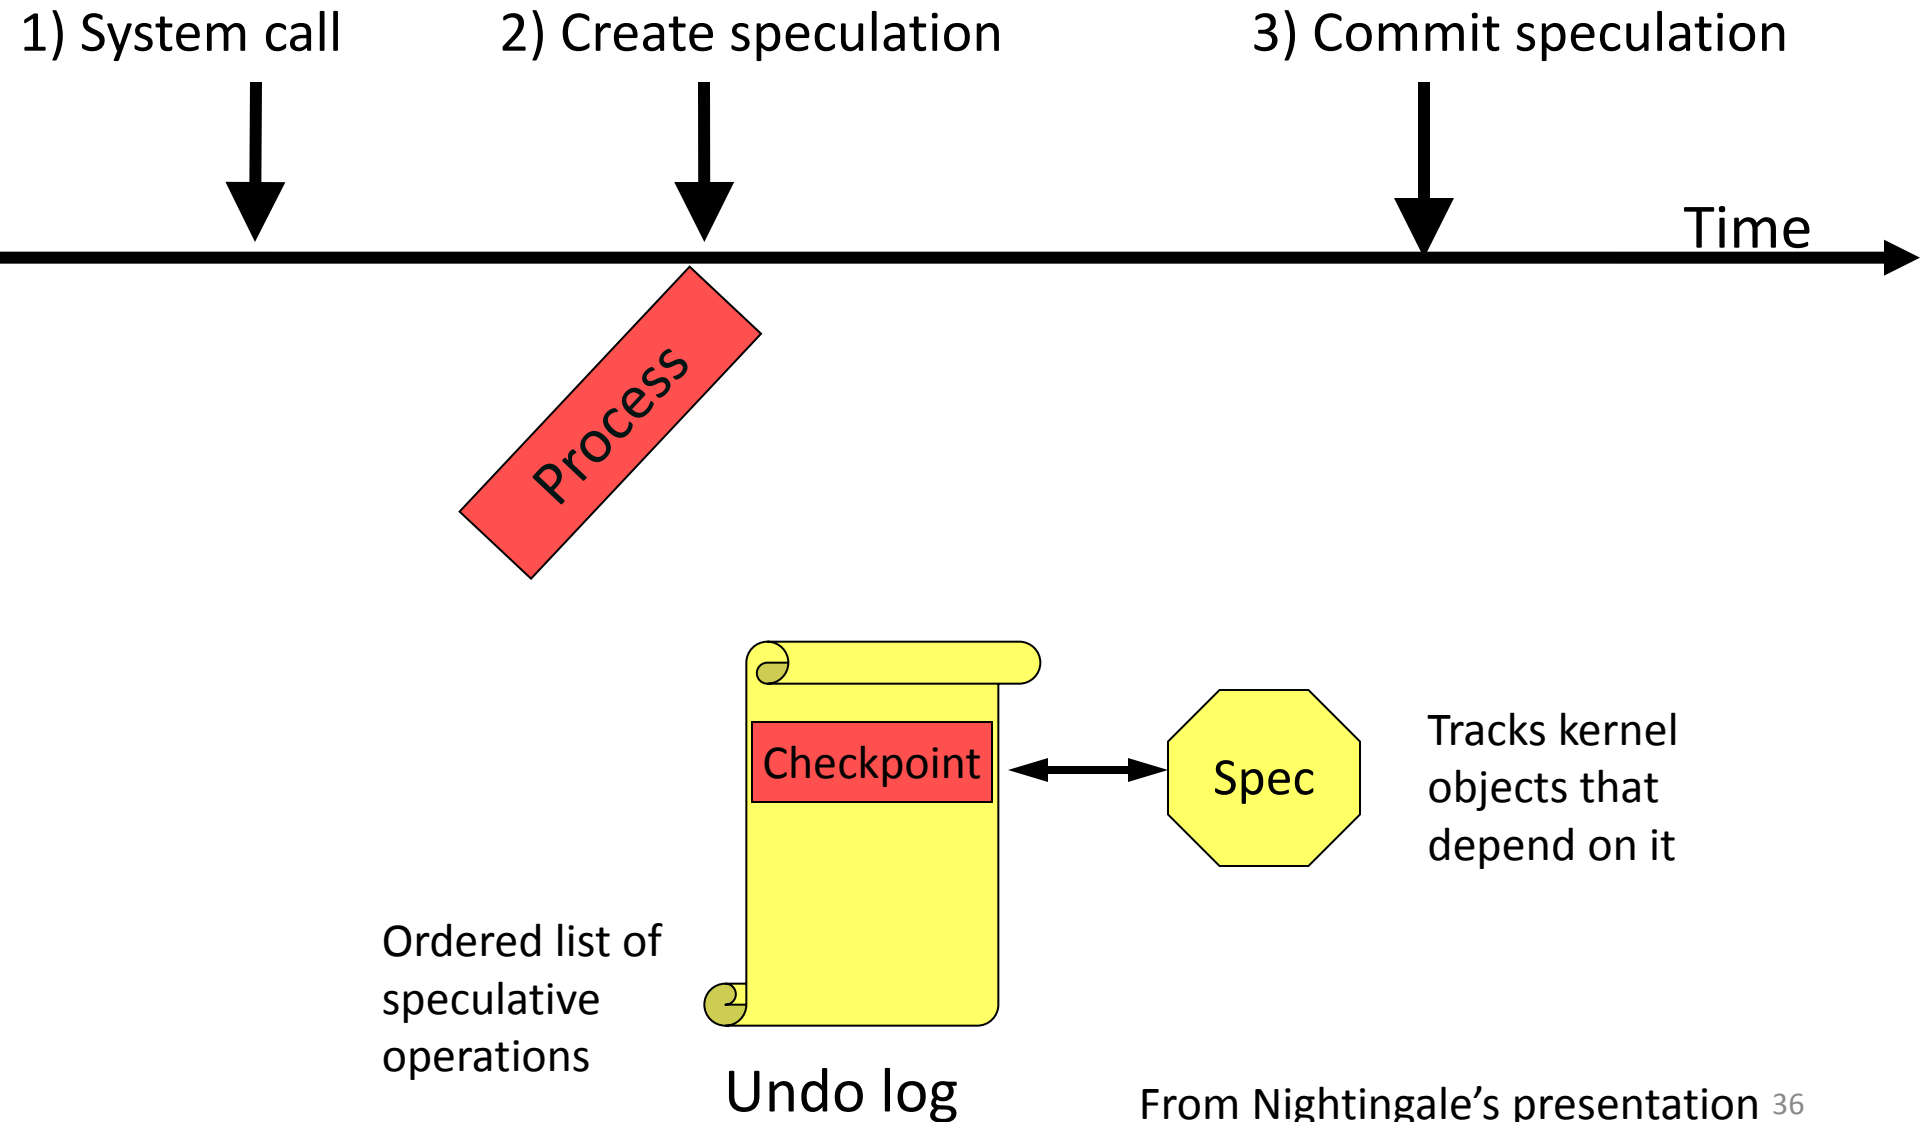 1) System call
2) Create speculation
3) Commit speculation
Time
Process
Checkpoint
Spec
Tracks kernel
objects that
depend on it
Ordered list of
speculative
operations
Undo log
From Nightingale’s presentation
36